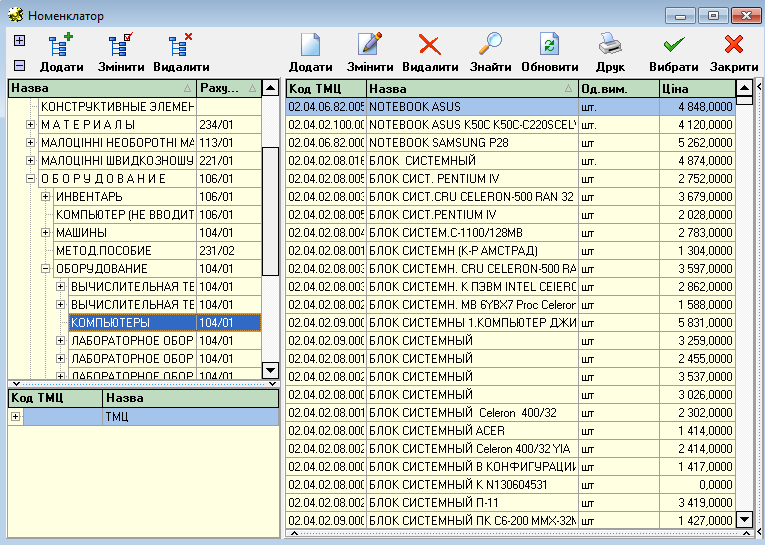 Номенклатор
Додати Змінити Видалити
Додати Змінити Видалити Знайти Обновити Друк Вибрати Закрити
Назва Раху...
КОНСТРУКТИВНЫЕ ЭЛЕМЕН
М А Т Е Р И А Л Ы 234/01
МАЛОЦІННІ НЕОБОРОТНІ МА 113/01
МАЛОЦІННІ ШВИДКОЗНОШУ 221/01
О Б О Р У Д О В А Н И Е 106/01
ИНВЕНТАРЬ 106/01
КОМПЬЮТЕР (НЕ ВВОДИТ 106/01
МАШИНЫ 104/01
МЕТОД.ПОСОБИЕ 231/02
ОБОРУДОВАНИЕ 104/01
ВЫЧИСЛИТЕЛЬНАЯ ТЕ 104/01
ВЫЧИСЛИТЕЛЬНАЯ ТЕ 104/01
КОМПЬЮТЕРЫ 104/01
ЛАБОРАТОРНОЕ ОБОР 104/01
ЛАБОРАТОРНОЕ ОБОР 104/01
ЛАБОРАТОРНОЕ ОБОР 104/01
Код ТМЦ Назва
ТМЦ
Код ТМЦ Назва Од.вим. Ціна
02.04.06.82.005 NOTEBOOK ASUS шт. 4 848,0000
02.04.02.100.00 NOTEBOOK ASUS K50C K50C-C220SCELV шт. 4 120,0000
02.04.06.82.000 NOTEBOOK SAMSUNG P28 шт 5 262,0000
02.04.02.08.016 БЛОК СИСТЕМНЫЙ шт. 4 874,0000
02.04.02.08.005 БЛОК СИСТ. PENTIUM IV шт 2 752,0000
02.04.02.08.003 БЛОК СИСТ.CRU CELERON-500 RAN 32 шт 3 679,0000
02.04.02.08.005 БЛОК СИСТ.PENTIUM IV шт 2 028,0000
02.04.02.08.004 БЛОК СИСТЕМ.С-1100/128МВ шт 2 783,0000
02.04.02.08.001 БЛОК СИСТЕМН (К-Р АМСТРАД) шт 1 304,0000
02.04.02.08.003 БЛОК СИСТЕМН. CRU CELERON-500 RA шт 3 597,0000
02.04.02.08.003 БЛОК СИСТЕМН. К ПЭВМ INTEL CEIERC шт 2 862,0000
02.04.02.08.002 БЛОК СИСТЕМН. МВ 6YBX7 Proc Celeron шт 1 588,0000
02.04.02.09.000 БЛОК СИСТЕМНЫ 1.КОМПЬЮТЕР ДЖИ шт 5 831,0000
02.04.02.08.000 БЛОК СИСТЕМНЫЙ шт 3 259,0000
02.04.02.08.001 БЛОК СИСТЕМНЫЙ шт 2 455,0000
02.04.02.08.002 БЛОК СИСТЕМНЫЙ шт 3 537,0000
02.04.02.08.000 БЛОК СИСТЕМНЫЙ шт 3 026,0000
02.04.02.08.001 БЛОК СИСТЕМНЫЙ Celeron 400/32 шт 2 302,0000
02.04.02.08.000 БЛОК СИСТЕМНЫЙ ACER шт 1 414,0000
02.04.02.08.004 БЛОК СИСТЕМНЫЙ Celeron 400/32 YIA шт 2 414,0000
02.04.02.08.000 БЛОК СИСТЕМНЫЙ В КОНФИГУРАЦИИ шт 1 417,0000
02.04.02.08.000 БЛОК СИСТЕМНЫЙ К N130604531 шт 0,0000
02.04.02.08.002 БЛОК СИСТЕМНЫЙ П-11 шт 3 419,0000
02.04.02.09.000 БЛОК СИСТЕМНЫЙ ПК С6-200 MMX-32M шт 1 427,0000